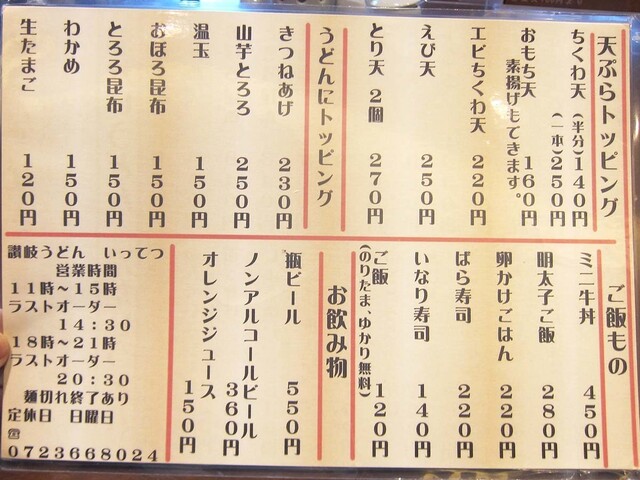 天ぷらトッピング
ちくわ天 (半分)140円
(一本)250円
おもち天 160円
素揚げもできます。
エビちくわ天 220円
えび天 250円
とり天 2個 270円
うどんにトッピング
きつねあげ 230円
山芋とろろ 250円
温玉 150円
おぼろ昆布 150円
とろろ昆布 150円
わかめ 150円
生たまご 120円
ご飯もの
ミニ牛丼 450円
明太子ご飯 280円
卵かけごはん 220円
ばら寿司 220円
いなり寿司 140円
ご飯 120円
(のりたま、ゆかり無料)
お飲み物
瓶ビール 550円
ノンアルコールビール 360円
オレンジジュース 150円
讃岐うどん いってつ
営業時間
11時~15時
ラストオーダー
14:30
18時~21時
ラストオーダー
20:30
麺切れ終了あり
定休日 日曜日
☎
0723668024